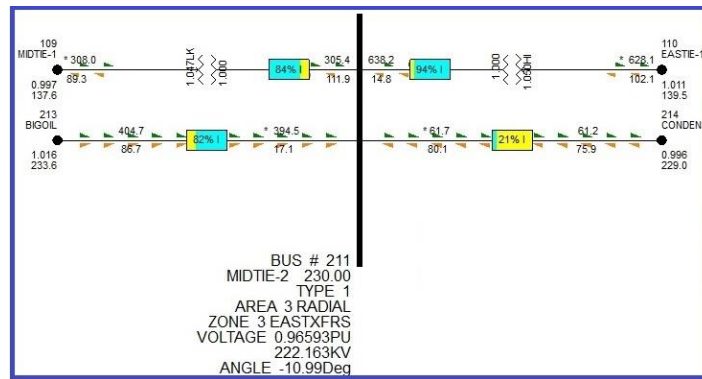 109
MIDTIE-1
0.997
137.6
* 308.0
89.3
1.047LK
1.000
84% I
305.4
111.9
638.2
14.8
94% I
1.000
1.050HI
* 628.1
102.1
110
EASTIE-1
1.011
139.5
213
BIGOIL
1.016
233.6
404.7
86.7
82% I
* 394.5
17.1
* 61.7
80.1
21% I
61.2
75.9
214
CONDEN
0.996
229.0
BUS # 211
MIDTIE-2 230.00
TYPE 1
AREA 3 RADIAL
ZONE 3 EASTXFRS
VOLTAGE 0.96593PU
222.163KV
ANGLE -10.99Deg